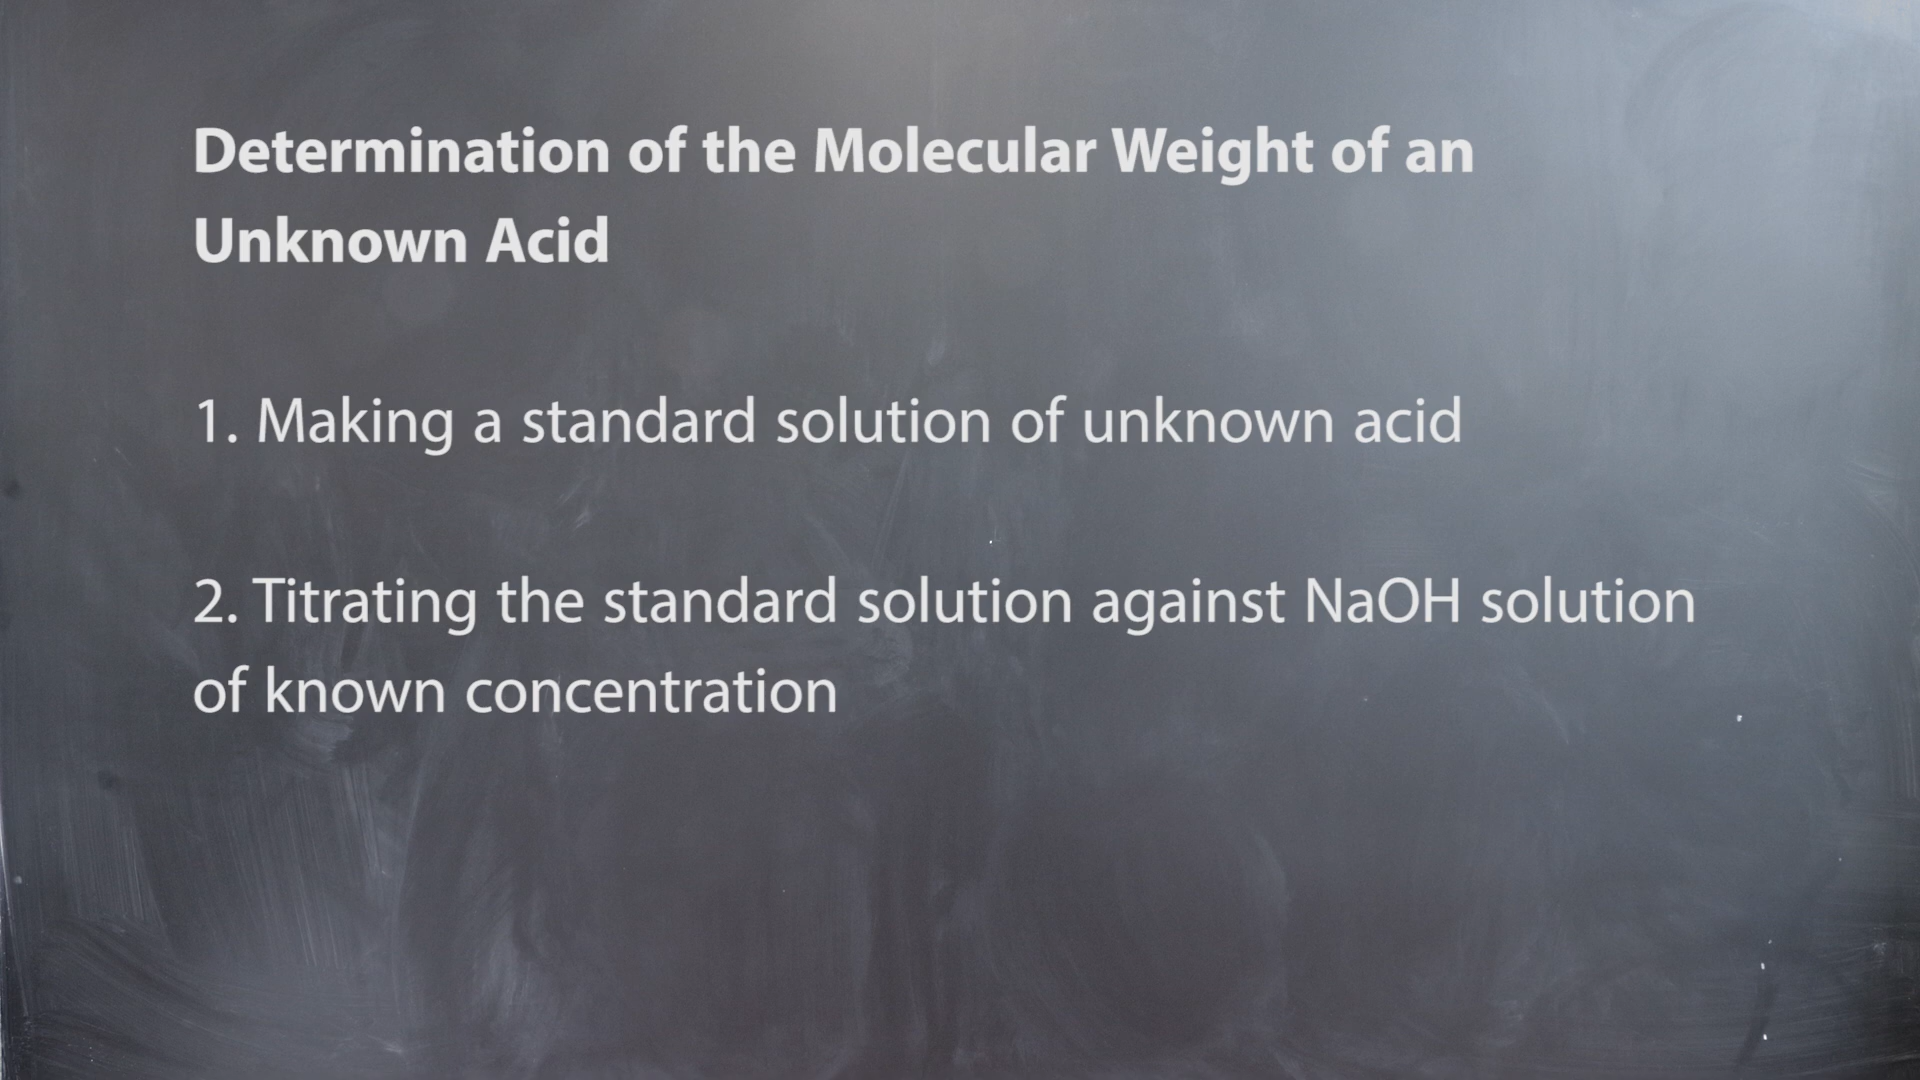 Determination of the Molecular Weight of an
Unknown Acid
1. Making a standard solution of unknown acid
2. Titrating the standard solution against NaOH solution
of known concentration